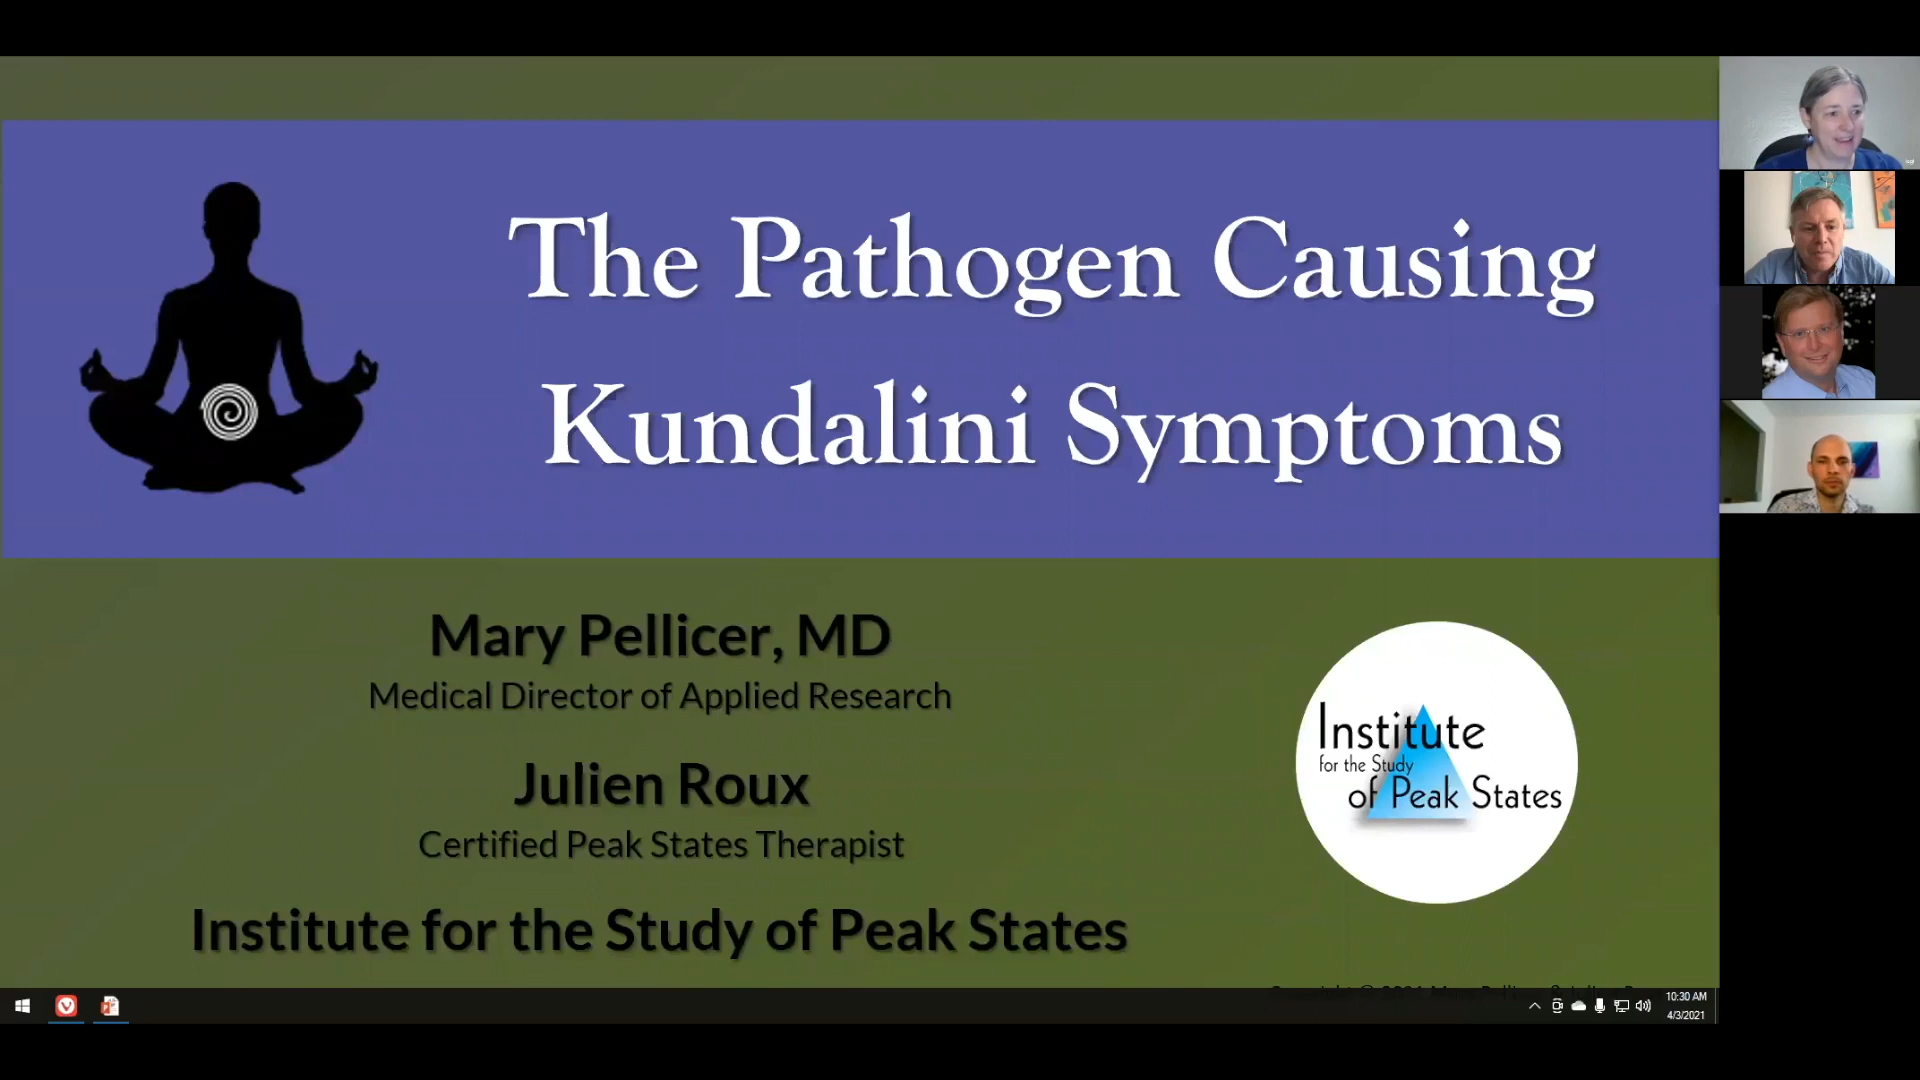 The Pathogen Causing
Kundalini Symptoms
Mary Pellicer, MD
Medical Director of Applied Research
Julien Roux
Certified Peak States Therapist
Institute for the Study of Peak States
Institute
for the Study
of Peak States
10:30 AM
4/3/2021